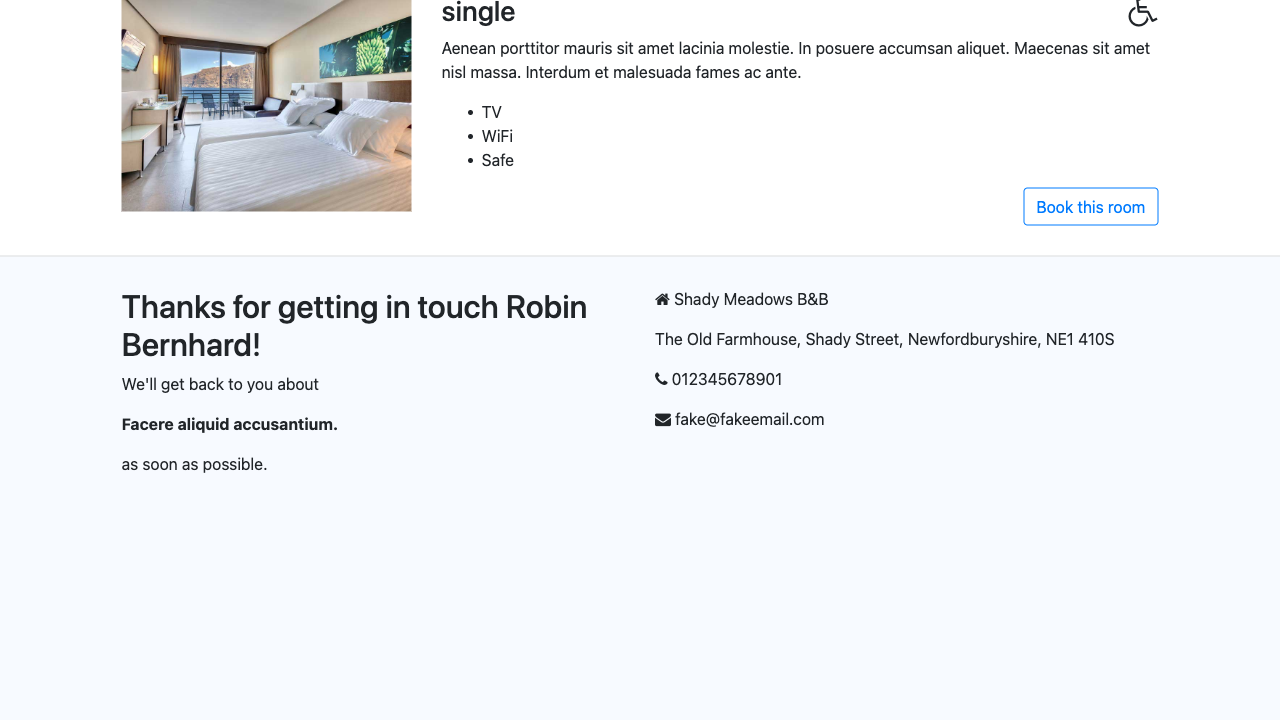 single
Aenean porttitor mauris sit amet lacinia molestie. In posuere accumsan aliquet. Maecenas sit amet
nisl massa. Interdum et malesuada fames ac ante.
• TV
• WiFi
• Safe
Book this room
Thanks for getting in touch Robin
Bernhard!
We'll get back to you about
Facere aliquid accusantium.
as soon as possible.
Shady Meadows B&B
The Old Farmhouse, Shady Street, Newfordburyshire, NE1 410S
012345678901
fake@fakeemail.com